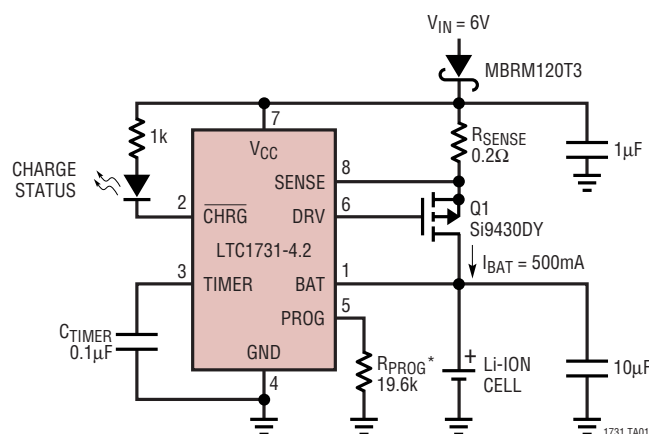 V_IN = 6V
MBRM120T3
7
1k
R_SENSE
0.2Ω
1µF
V_CC
8
CHARGE
STATUS
SENSE
2
6
Q1
CHRG
DRV
Si9430DY
LTC1731-4.2
I_BAT = 500mA
3
1
TIMER
BAT
5
C_TIMER
0.1µF
PROG
R_PROG*
19.6k
+
Li-ION
CELL
10µF
GND
4
1731 TA01